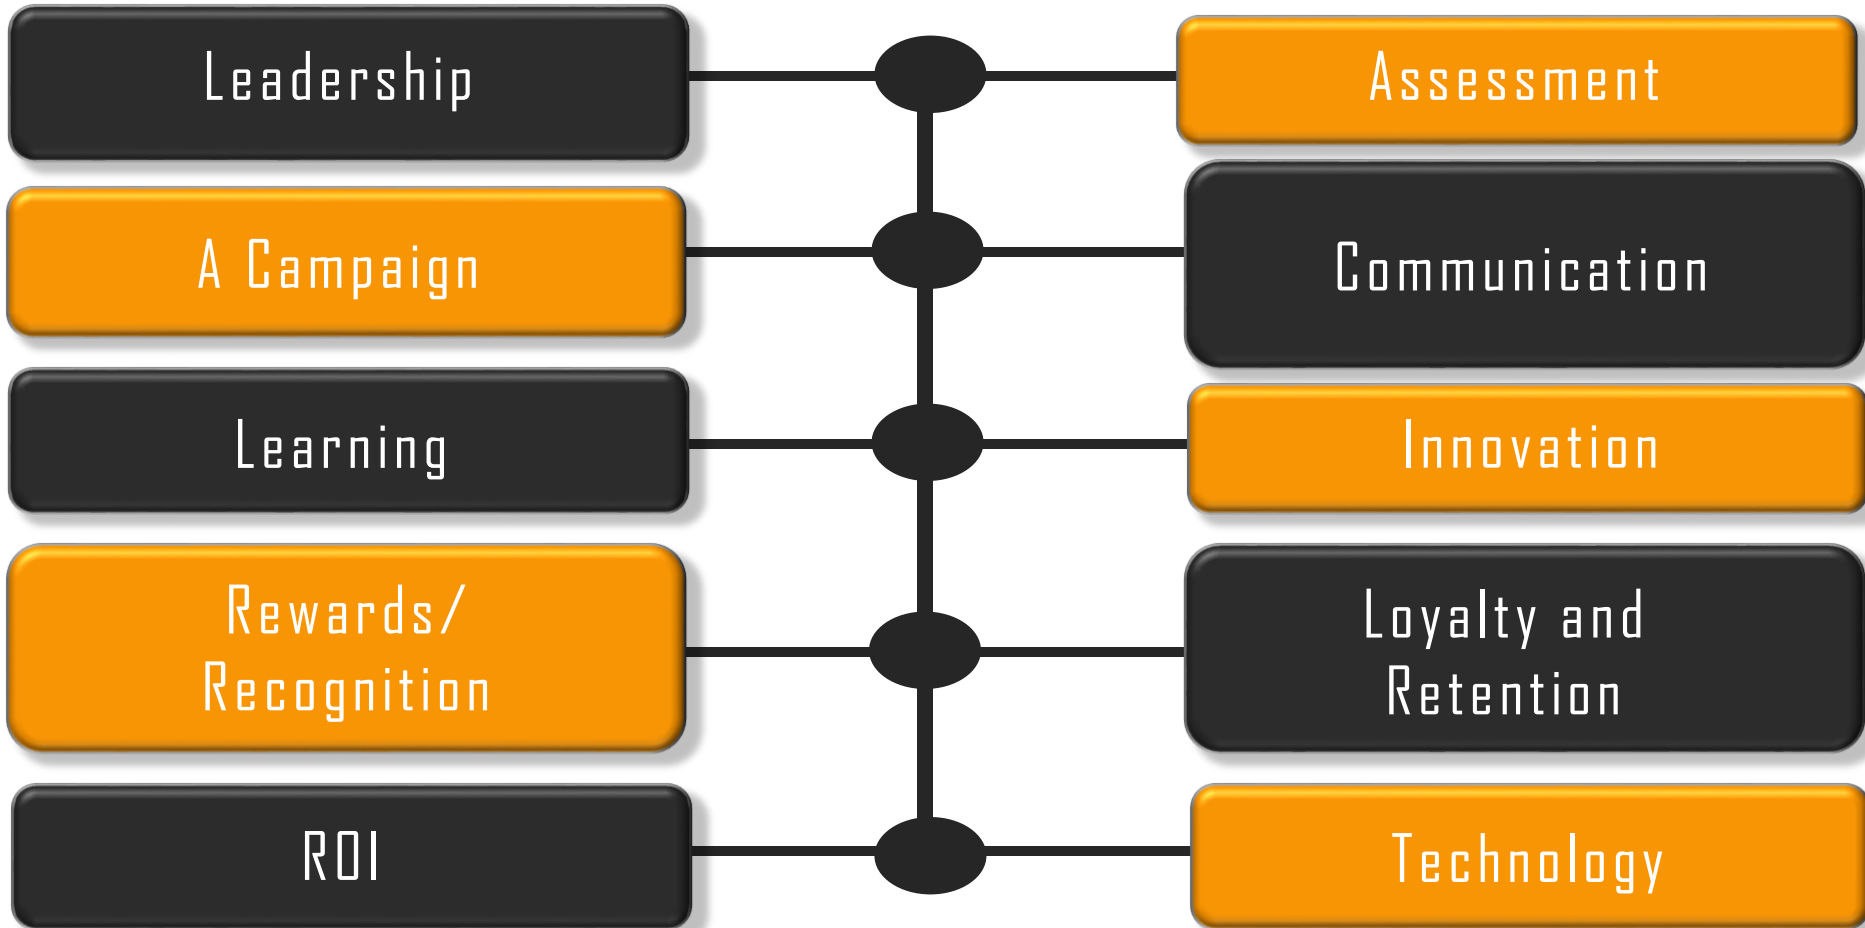 Leadership
Assessment
A Campaign
Communication
Learning
Innovation
Rewards/
Recognition
Loyalty and
Retention
ROI
Technology